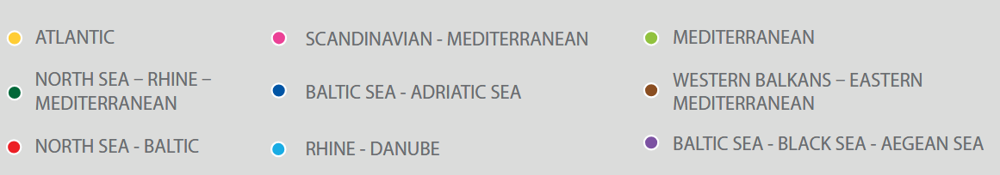 ATLANTIC
NORTH SEA – RHINE –
MEDITERRANEAN
NORTH SEA - BALTIC
SCANDINAVIAN - MEDITERRANEAN
BALTIC SEA - ADRIATIC SEA
RHINE - DANUBE
MEDITERRANEAN
WESTERN BALKANS – EASTERN
MEDITERRANEAN
BALTIC SEA - BLACK SEA - AEGEAN SEA